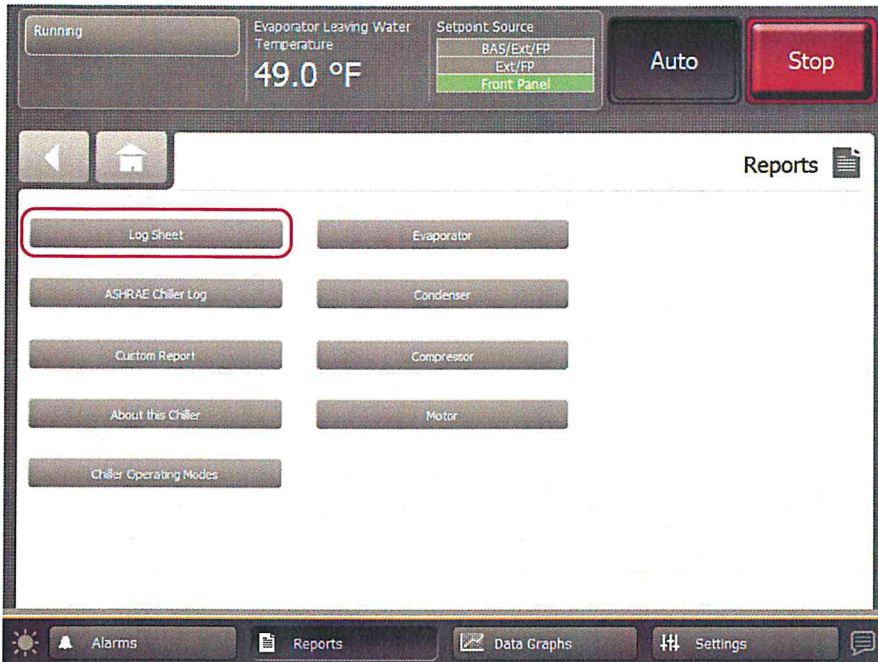 Running
Evaporator Leaving Water
Temperature
49.0 °F
Setpoint Source
BAS/Ext/FP
Ext/FP
Front Panel
Auto
Stop
Reports
Log Sheet
Evaporator
ASHRAE Chiller Log
Condenser
Custom Report
Compressor
About this Chiller
Motor
Chiller Operating Modes
Alarms
Reports
Data Graphs
Settings